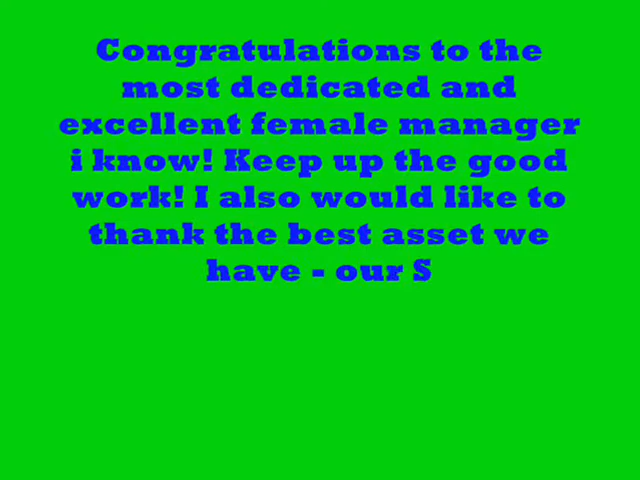 Congratulations to the
most dedicated and
excellent female manager
i know! Keep up the good
work! I also would like to
thank the best asset we
have - our S